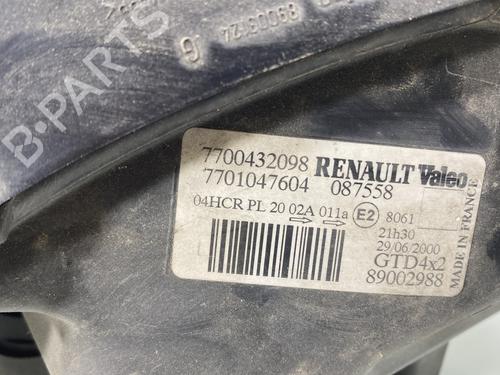 89003124
B-PARTS
7700432098 RENAULT Valeo
7701047604 087558
04HCR PL 20 02A 011a E2 8061
21h30
29/06/2000
GTD4x2
89002988
MADE IN FRANCE